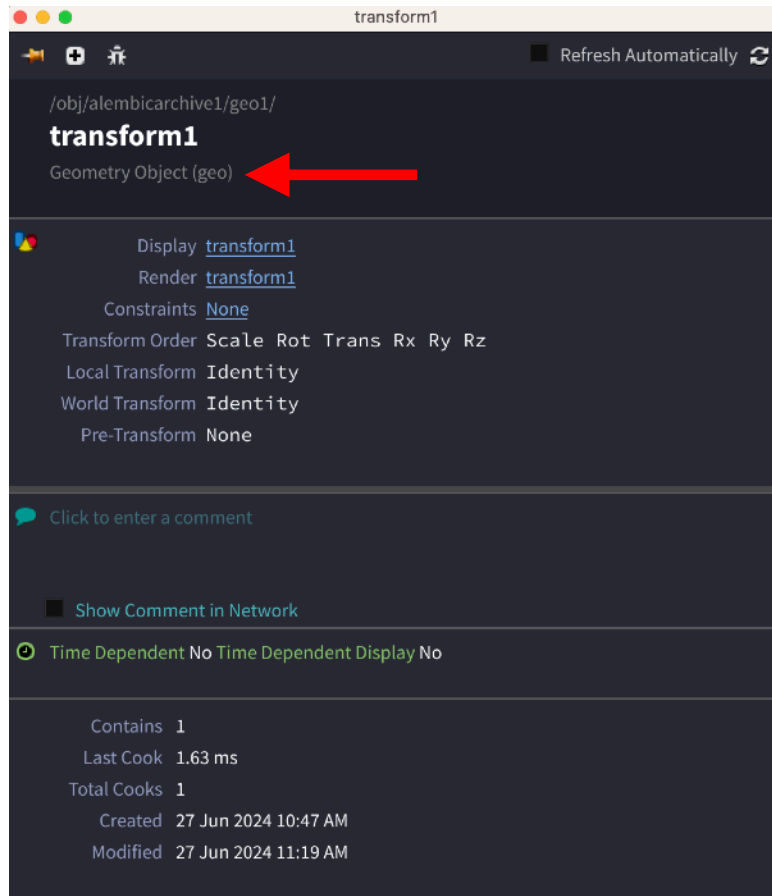 transform1
Refresh Automatically
/obj/alembicarchive1/geo1/
transform1
Geometry Object (geo)
Display transform1
Render transform1
Constraints None
Transform Order Scale Rot Trans Rx Ry Rz
Local Transform Identity
World Transform Identity
Pre-Transform None
Click to enter a comment
Show Comment in Network
Time Dependent No Time Dependent Display No
Contains 1
Last Cook 1.63 ms
Total Cooks 1
Created 27 Jun 2024 10:47 AM
Modified 27 Jun 2024 11:19 AM